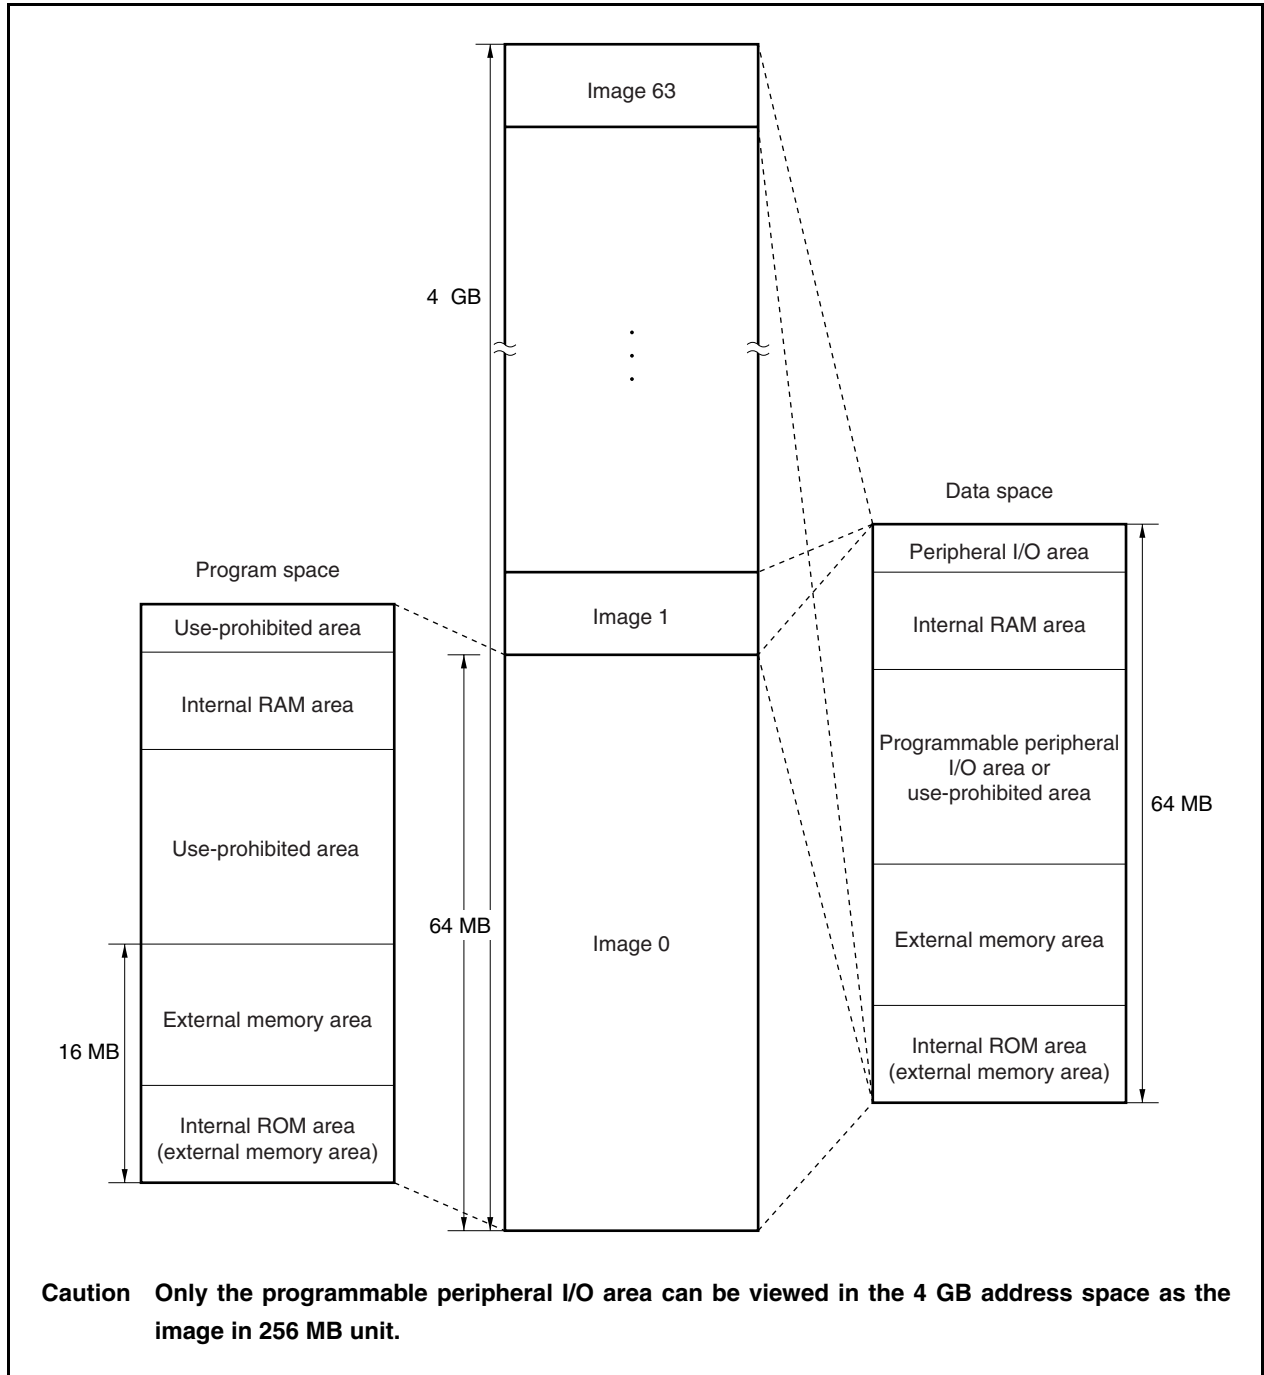 Image 63
4 GB
Data space
Peripheral I/O area
Program space
Use-prohibited area
Image 1
Internal RAM area
Internal RAM area
Programmable peripheral
I/O area or
use-prohibited area
64 MB
Use-prohibited area
64 MB
Image 0
External memory area
External memory area
16 MB
Internal ROM area
(external memory area)
Internal ROM area
(external memory area)
Caution Only the programmable peripheral I/O area can be viewed in the 4 GB address space as the
image in 256 MB unit.